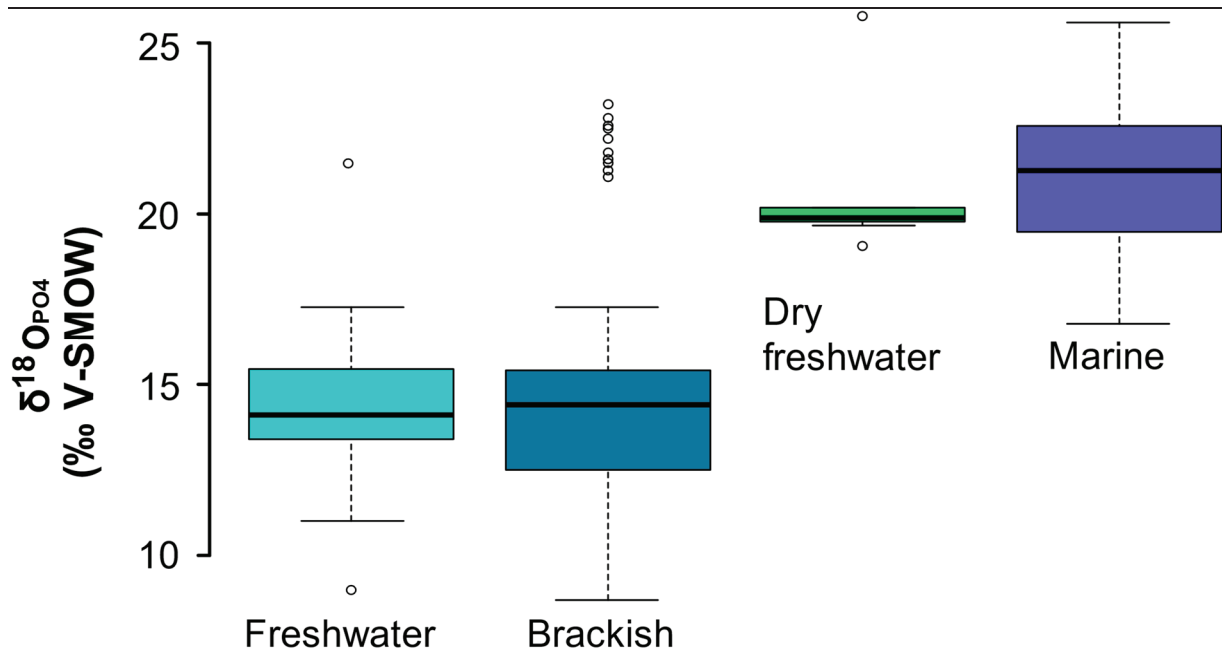 δ¹⁸OPO4
(‰ V-SMOW)
25
20
15
10
Freshwater
Brackish
Dry
freshwater
Marine